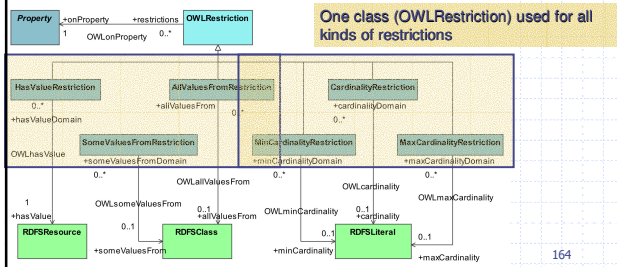 One class (OWLRestriction) used for all
kinds of restrictions
Property
+onProperty
+restrictions
OWLRestriction
1
OWLonProperty
0..*
HasValueRestriction
AllValuesFromRestriction
CardinalityRestriction
0..*
+allValuesFrom
0..*
+cardinalityDomain
+hasValueDomain
0..*
SomeValuesFromRestriction
MinCardinalityRestriction
MaxCardinalityRestriction
OWLhasValue
+someValuesFromDomain
+minCardinalityDomain
+maxCardinalityDomain
0..*
0..*
0..*
OWLallValuesFrom
OWLcardinality
OWLsomeValuesFrom
OWLminCardinality
OWLmaxCardinality
1
+hasValue
0..1
0..1
+allValuesFrom
0..1
+cardinality
RDFSResource
RDFSClass
RDFSLiteral
0..1
0..1
+someValuesFrom
+minCardinality
+maxCardinality
164